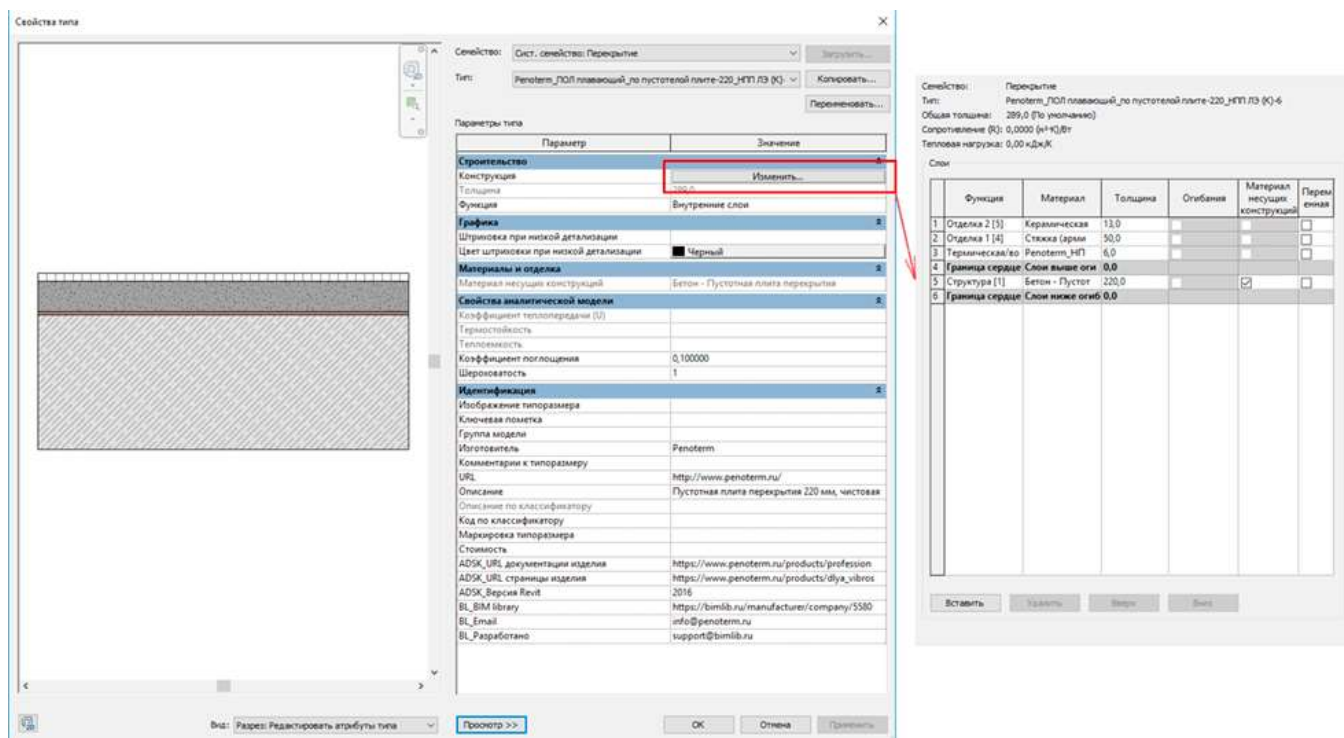 Свойства типа
Семейство: Сист. семейство: Перекрытие Загрузить...
Тип: Penoterm_ПОЛ плавающий_по пустотелой плите-220_НПП ЛЭ (К)- Копировать...
Переименовать...
Параметры типа
Параметр Значение
Строительство
Конструкция Изменить...
Толщина 289,0
Функция Внутренние слои
Графика
Штриховка при низкой детализации
Цвет штриховки при низкой детализации Черный
Материалы и отделка
Материал несущих конструкций Бетон - Пустотная плита перекрытия
Свойства аналитической модели
Коэффициент теплопередачи (U)
Термостойкость
Теплоемкость
Коэффициент поглощения 0,100000
Шероховатость 1
Идентификация
Изображение типоразмера
Ключевая пометка
Группа модели
Изготовитель Penoterm
Комментарии к типоразмеру
URL http://www.penoterm.ru/
Описание Пустотная плита перекрытия 220 мм, чистовая
Описание по классификатору
Код по классификатору
Маркировка типоразмера
Стоимость
ADSK_URL документации изделия https://www.penoterm.ru/products/profession
ADSK_URL страницы изделия https://www.penoterm.ru/products/dlya_vibros
ADSK_Версия Revit 2016
BL_BIM library https://bimlib.ru/manufacturer/company/5580
BL_Email info@penoterm.ru
BL_Разработано support@bimlib.ru
Вид: Разрез: Редактировать атрибуты типа Просмотр >> ОК Отмена Применить
Семейство: Перекрытие
Тип: Penoterm_ПОЛ плавающий_по пустотелой плите-220_НПП ЛЭ (К)-6
Общая толщина: 289,0 (По умолчанию)
Сопротивление (R): 0,0000 (м²·К)/Вт
Тепловая нагрузка: 0,00 кДж/К
Слои
Функция Материал Толщина Огибания Материал несущих конструкций Перем енная
1 Отделка 2 [5] Керамическая 13,0
2 Отделка 1 [4] Стяжка (арми 50,0
3 Термическая/во Penoterm_НП 6,0
4 Граница сердце Слои выше оги 0,0
5 Структура [1] Бетон - Пустот 220,0
6 Граница сердце Слои ниже огиб 0,0
Вставить Удалить Вверх Вниз